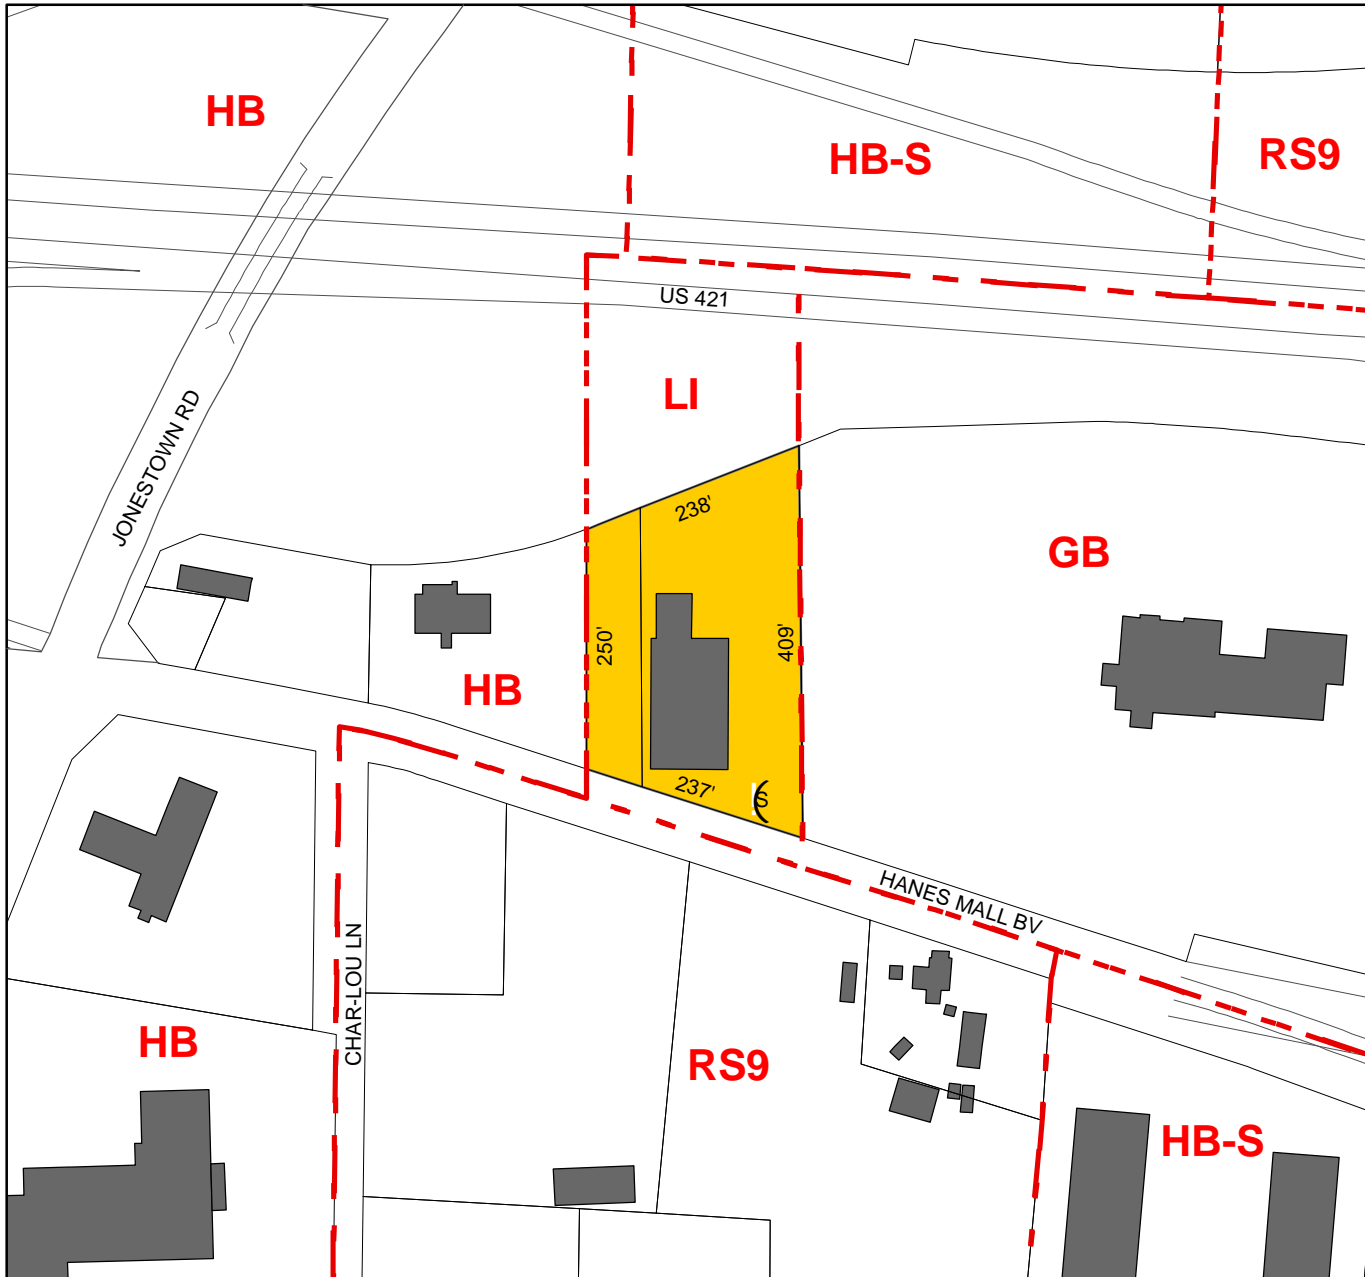 HB
HB-S
RS9
US 421
LI
JONESTOWN RD
238'
GB
250'
409'
HB
237'
S
HANES MALL BV
CHAR-LOU LN
HB
RS9
HB-S